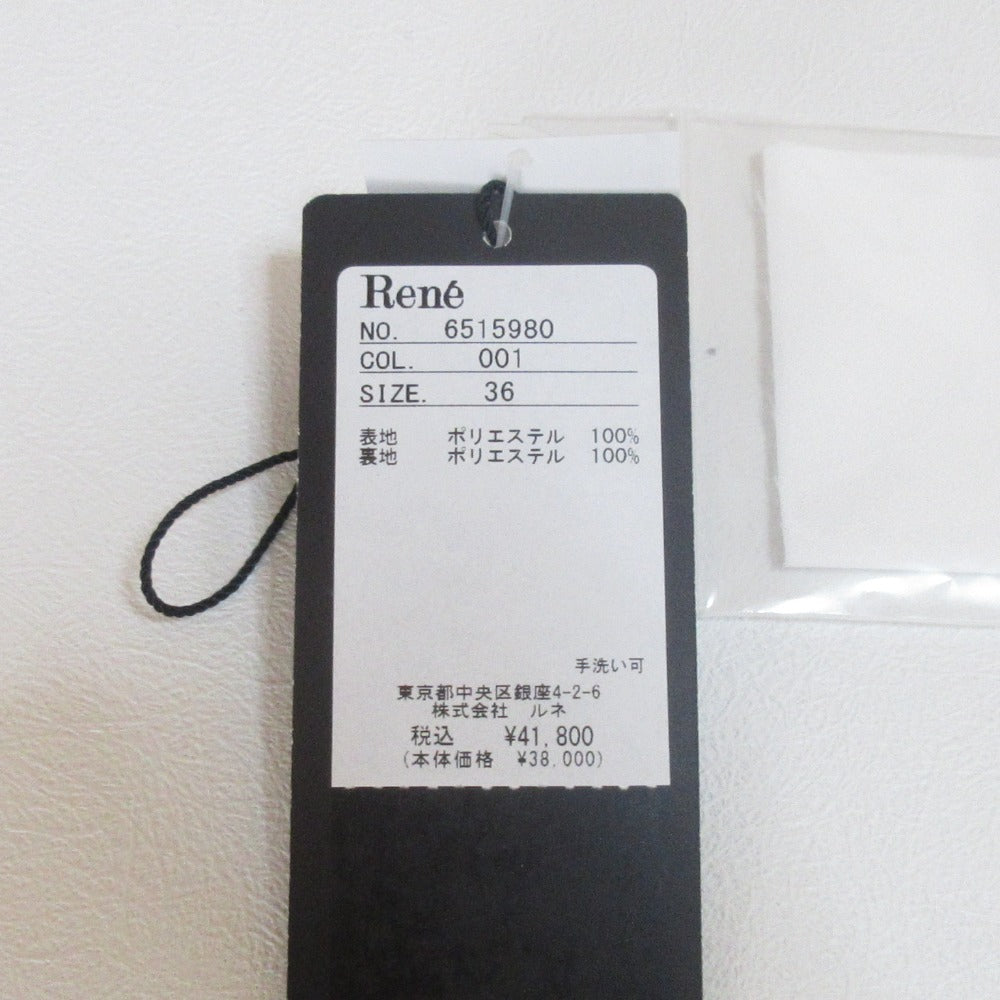 René
NO. 6515980
COL. 001
SIZE. 36
表地 ポリエステル 100%
裏地 ポリエステル 100%
手洗い可
東京都中央区銀座4-2-6
株式会社 ルネ
税込 ¥41,800
(本体価格 ¥38.000)